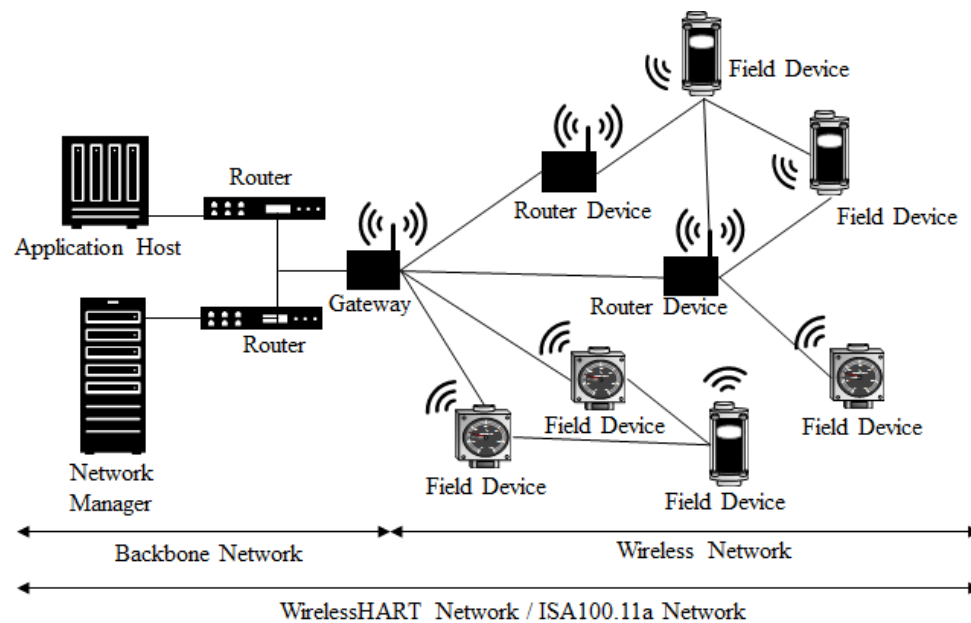 Field Device
Router
Router Device
Field Device
Application Host
Gateway
Router Device
Router
Field Device
Field Device
Network
Manager
Field Device
Field Device
Backbone Network
Wireless Network
WirelessHART Network / ISA100.11a Network